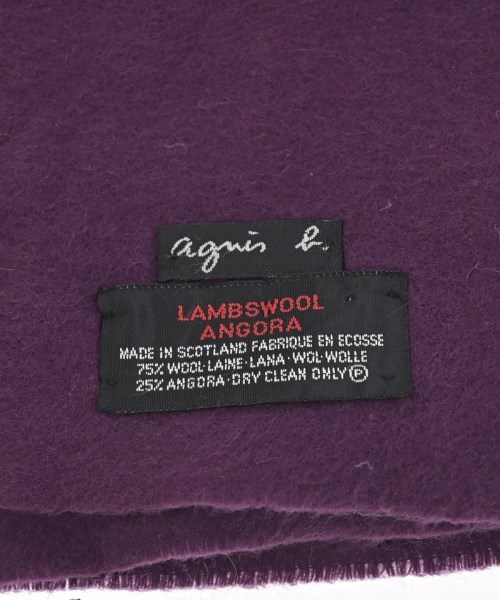 agnis b.
LAMBSWOOL
ANGORA
MADE IN SCOTLAND FABRIQUE EN ECOSSE
75% WOOL·LAINE·LANA·WOL·WOLLE
25% ANGORA·DRY CLEAN ONLY Ⓟ